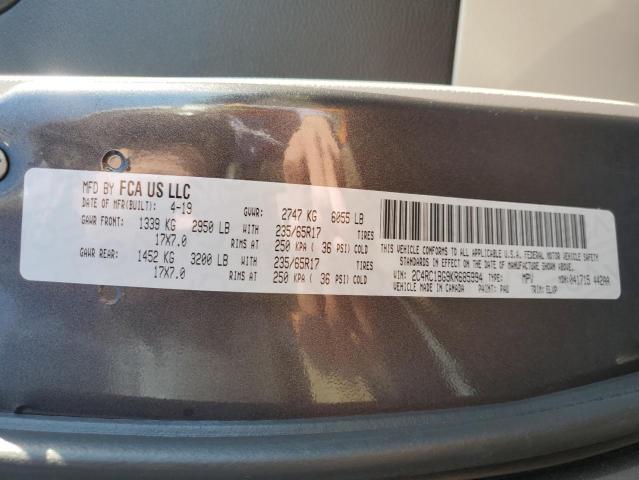 MFD BY FCA US LLC
DATE OF MFR(BUILT): 4-19 GVWR: 2747 KG 6055 LB
GAWR FRONT: 1339 KG 2950 LB WITH 235/65R17 TIRES
17X7.0 RIMS AT 250 KPA ( 36 PSI) COLD
GAWR REAR: 1452 KG 3200 LB WITH 235/65R17 TIRES
17X7.0 RIMS AT 250 KPA ( 36 PSI) COLD
THIS VEHICLE CONFORMS TO ALL APPLICABLE U.S.A. FEDERAL MOTOR VEHICLE SAFETY
STANDARDS IN EFFECT ON THE DATE OF MANUFACTURE SHOWN ABOVE.
VIN: 2C4RC1BG9KR685994 TYPE: MPV MDH: 041715 442AA
VEHICLE MADE IN CANADA PAINT: PAU TRIM: ELXP